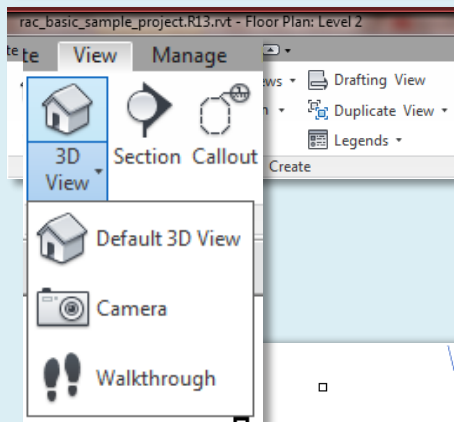 rac_basic_sample_project.R13.rvt - Floor Plan: Level 2
te View Manage
ws Drafting View
Duplicate View
Legends
3D View
Section
Callout
Create
Default 3D View
Camera
Walkthrough